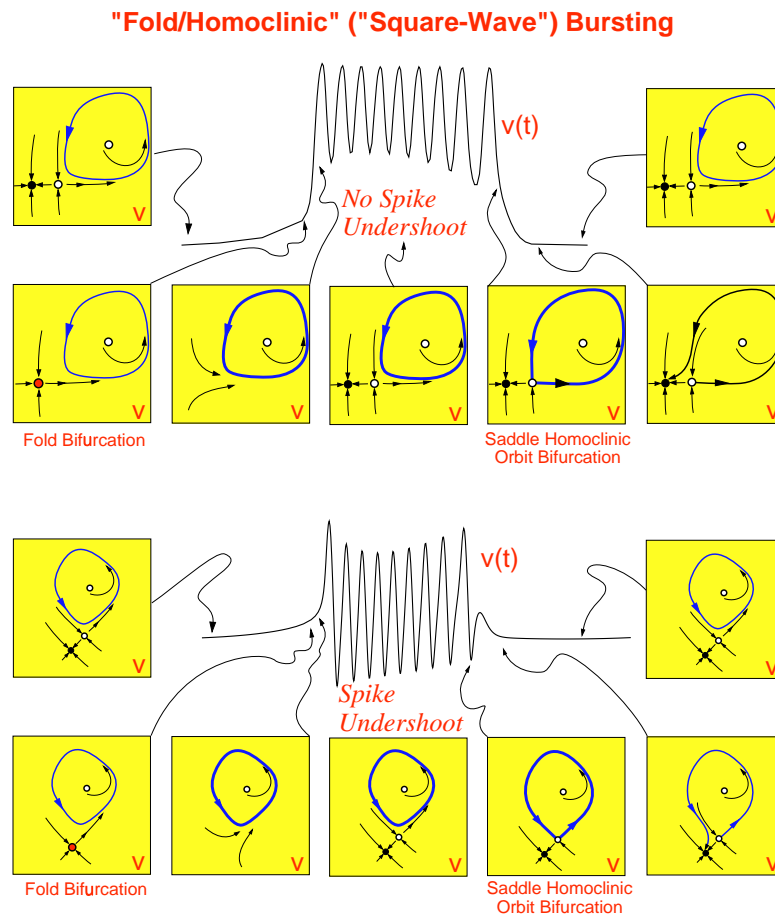 "Fold/Homoclinic" ("Square-Wave") Bursting
v(t)
No Spike
Undershoot
V
V
V
V
V
V
V
Fold Bifurcation
Saddle Homoclinic
Orbit Bifurcation
v(t)
Spike
Undershoot
V
V
V
V
V
V
V
Fold Bifurcation
Saddle Homoclinic
Orbit Bifurcation